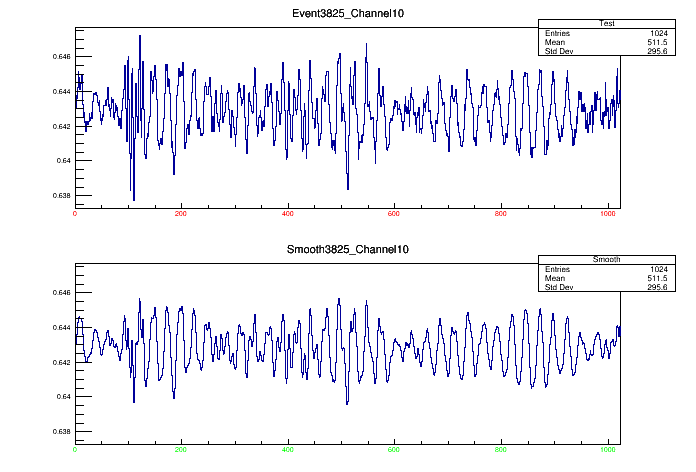 Event3825_Channel10
Test
Entries 1024
Mean 511.5
Std Dev 295.6
0.646
0.644
0.642
0.64
0.638
0 200 400 600 800 1000
Smooth3825_Channel10
Smooth
Entries 1024
Mean 511.5
Std Dev 295.6
0.646
0.644
0.642
0.64
0.638
0 200 400 600 800 1000